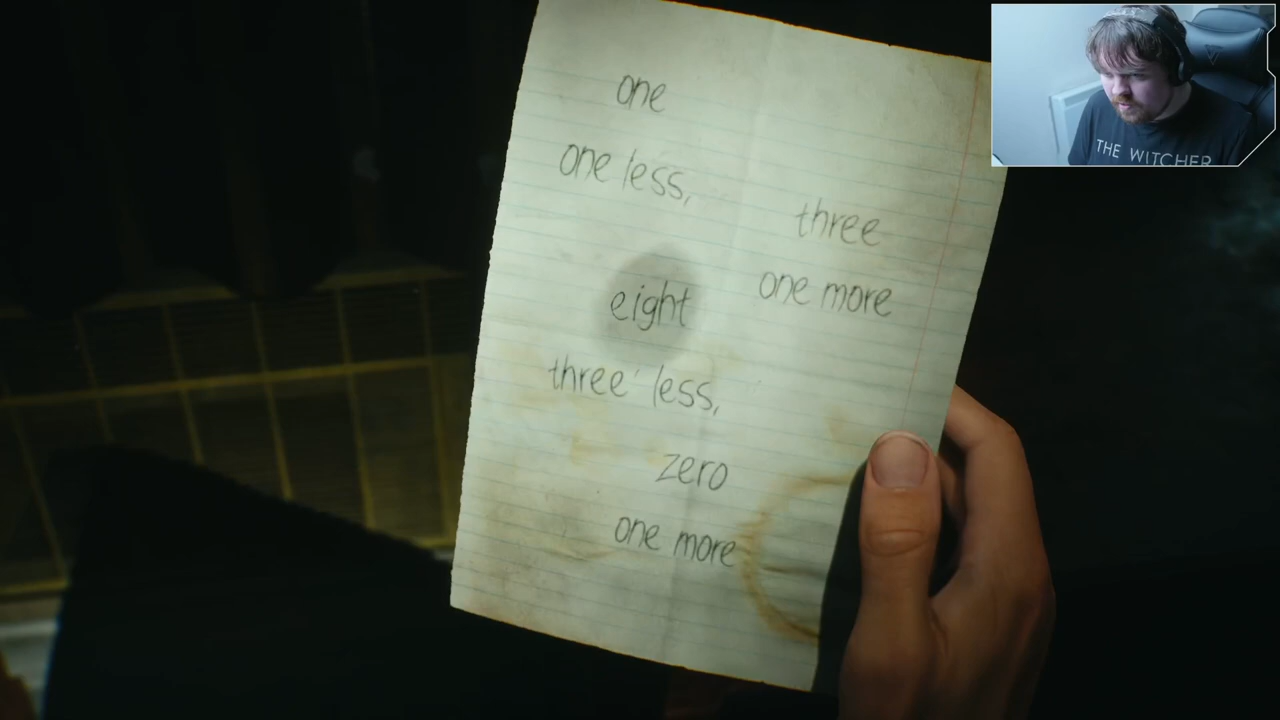 one
one less,
three
one more
eight
three less,
zero
one more
THE WITCHER